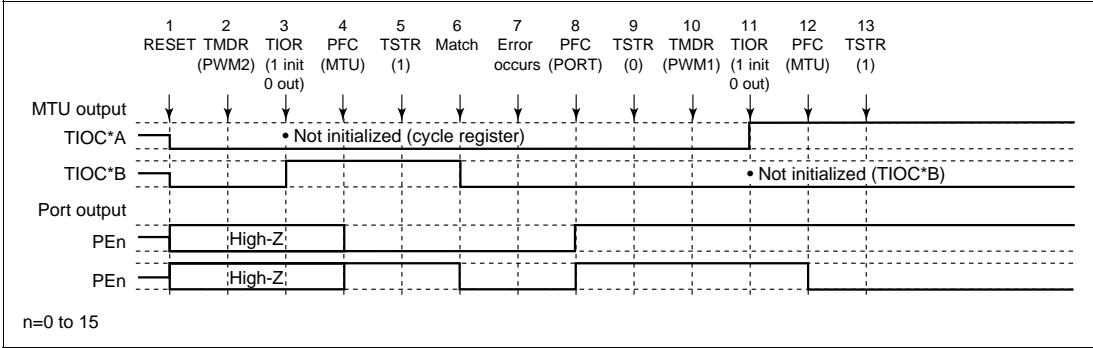 1 2 3 4 5 6 7 8 9 10 11 12 13
RESET TMDR TIOR PFC TSTR Match Error PFC TSTR TMDR TIOR PFC TSTR
(PWM2) (1 init (MTU) (1) occurs (PORT) (0) (PWM1) (1 init (MTU) (1)
0 out) 0 out)
MTU output
TIOC*A • Not initialized (cycle register)
TIOC*B • Not initialized (TIOC*B)
Port output
PEn High-Z
PEn High-Z
n=0 to 15